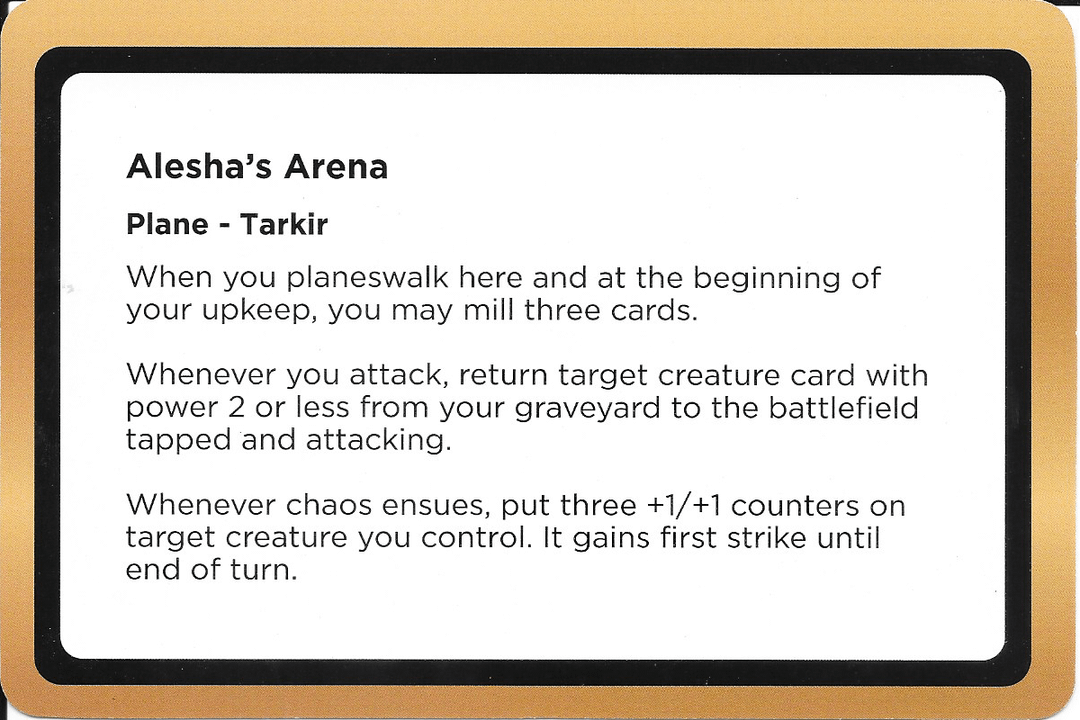 Alesha’s Arena
Plane - Tarkir
When you planeswalk here and at the beginning of
your upkeep, you may mill three cards.
Whenever you attack, return target creature card with
power 2 or less from your graveyard to the battlefield
tapped and attacking.
Whenever chaos ensues, put three +1/+1 counters on
target creature you control. It gains first strike until
end of turn.